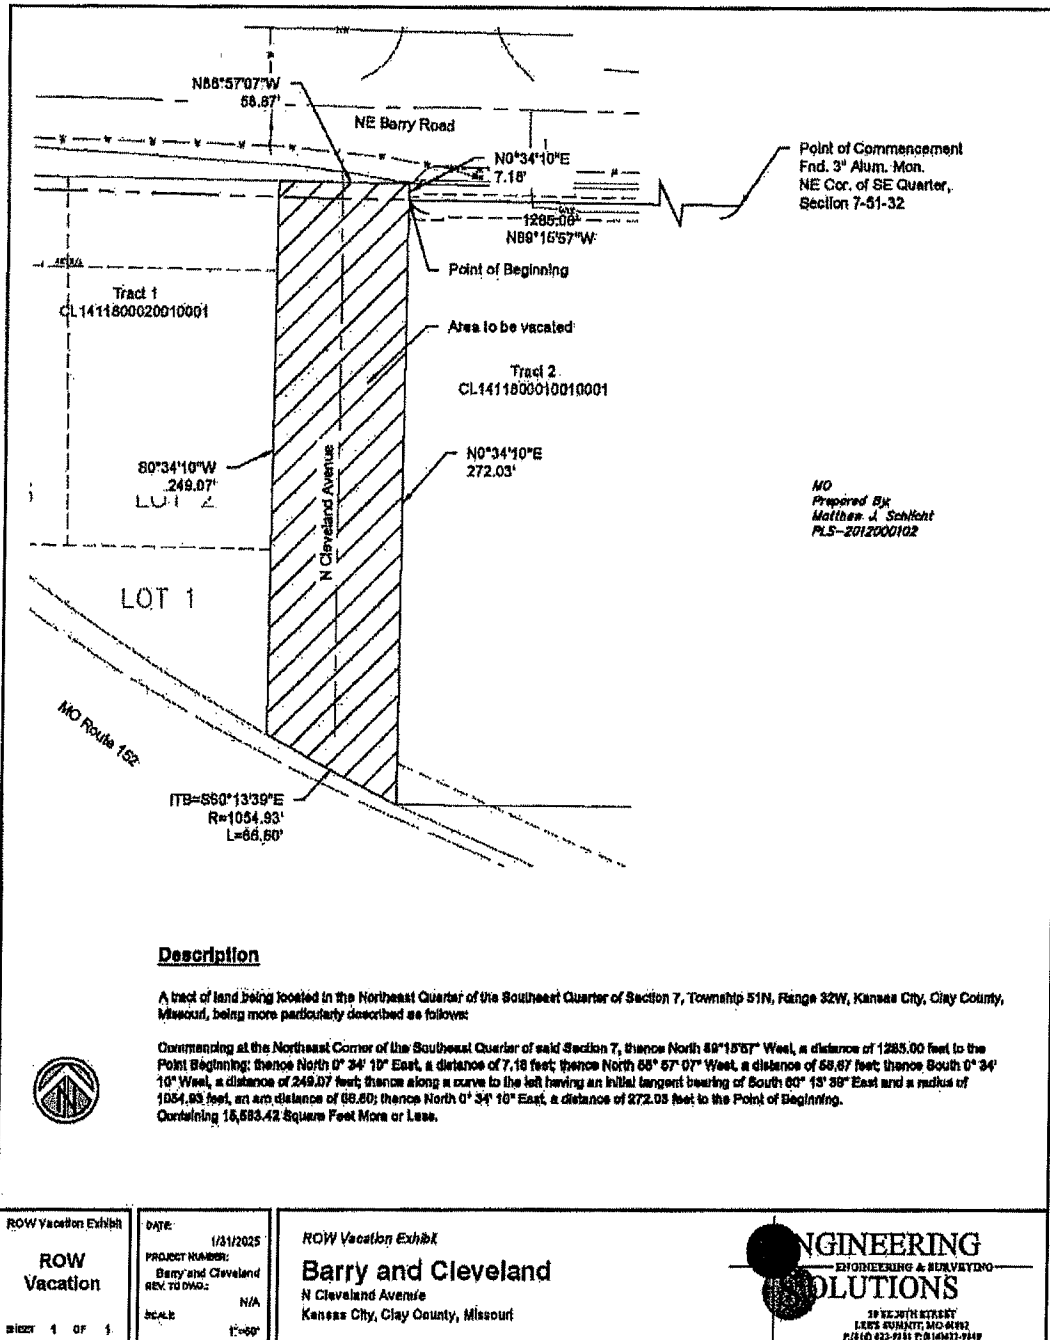 N88°57'07"W
58.87'
NE Barry Road
N0°34'10"E
7.18'
Point of Commencement
Fnd. 3" Alum. Mon.
NE Cor. of SE Quarter,
Section 7-51-32
1285.00'
N89°15'57"W
Point of Beginning
Tract 1
CL1411800020010001
Area to be vacated
Tract 2
CL1411800010010001
S0°34'10"W
249.07'
LOT 2
N Cleveland Avenue
N0°34'10"E
272.03'
MO
Prepared By:
Matthew J. Schlicht
PLS-2012000102
LOT 1
MO Route 152
ITB=S60°13'39"E
R=1054.93'
L=66.60'
Description
A tract of land being located in the Northeast Quarter of the Southeast Quarter of Section 7, Township 51N, Range 32W, Kansas City, Clay County,
Missouri, being more particularly described as follows:
Commencing at the Northeast Corner of the Southeast Quarter of said Section 7, thence North 89°15'57" West, a distance of 1285.00 feet to the
Point Beginning; thence North 0° 34' 10" East, a distance of 7.18 feet; thence North 88° 57' 07" West, a distance of 58.87 feet; thence South 0° 34'
10" West, a distance of 249.07 feet; thence along a curve to the left having an initial tangent bearing of South 60° 13' 39" East and a radius of
1054.93 feet, an arc distance of 66.60; thence North 0° 34' 10" East, a distance of 272.03 feet to the Point of Beginning.
Containing 15,583.42 Square Feet More or Less.
N
ROW Vacation Exhibit
ROW
Vacation
SHEET 1 OF 1
DATE:
1/31/2025
PROJECT NUMBER:
Barry and Cleveland
REV. TO DWG.:
N/A
SCALE
1"=60'
ROW Vacation Exhibit
Barry and Cleveland
N Cleveland Avenue
Kansas City, Clay County, Missouri
ENGINEERING
ENGINEERING & SURVEYING
SOLUTIONS
50 SE 30TH STREET
LEE'S SUMMIT, MO 64082